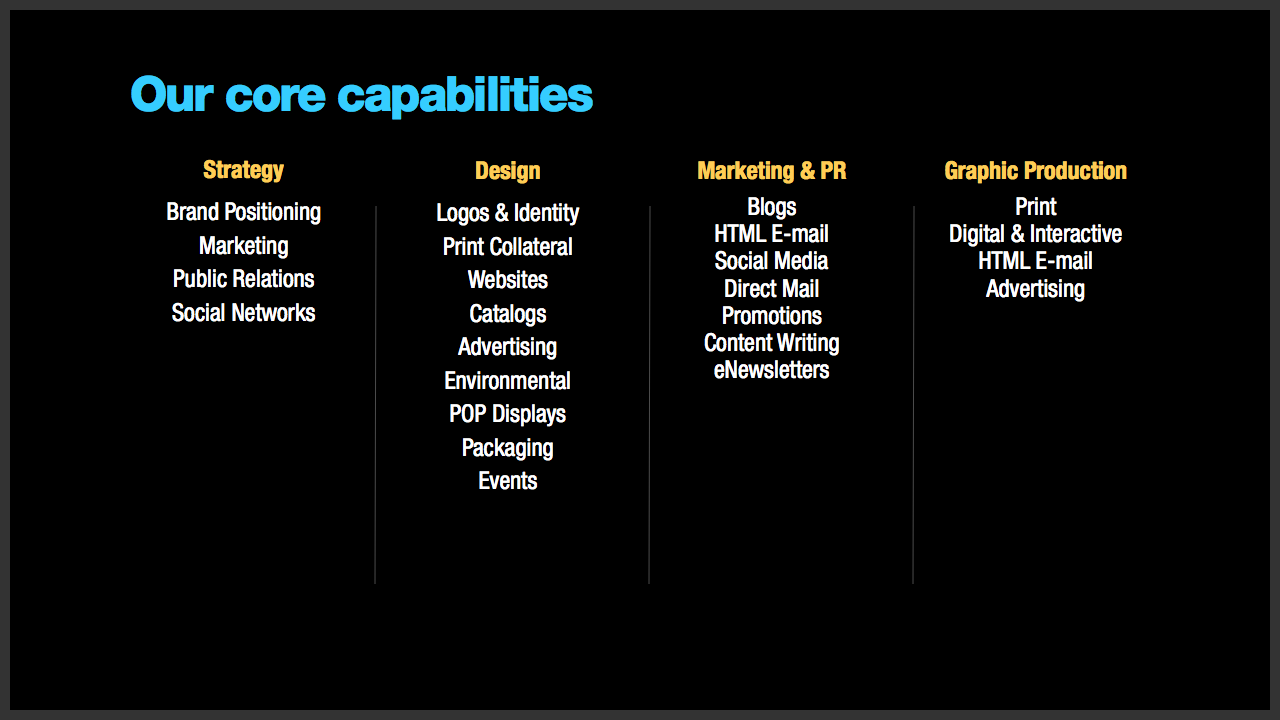 Our core capabilities
Strategy
Brand Positioning
Marketing
Public Relations
Social Networks
Design
Logos & Identity
Print Collateral
Websites
Catalogs
Advertising
Environmental
POP Displays
Packaging
Events
Marketing & PR
Blogs
HTML E-mail
Social Media
Direct Mail
Promotions
Content Writing
eNewsletters
Graphic Production
Print
Digital & Interactive
HTML E-mail
Advertising